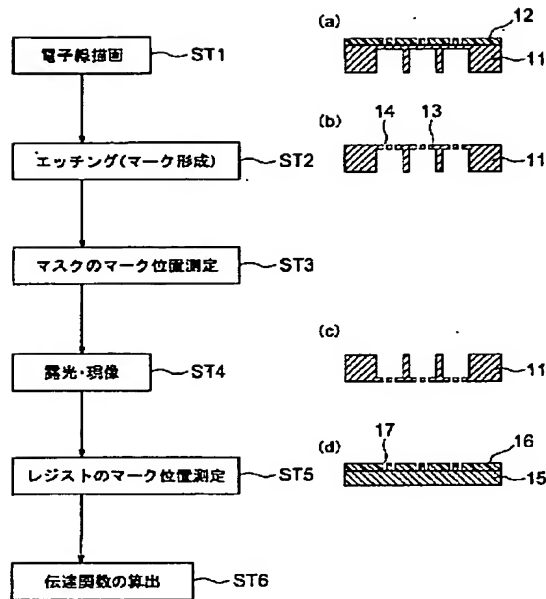 電子線描画 ST1
エッチング(マーク形成) ST2
マスクのマーク位置測定 ST3
露光・現像 ST4
レジストのマーク位置測定 ST5
伝達関数の算出 ST6
(a) 12
11
(b) 14 13
11
(c)
11
(d) 17 16
15